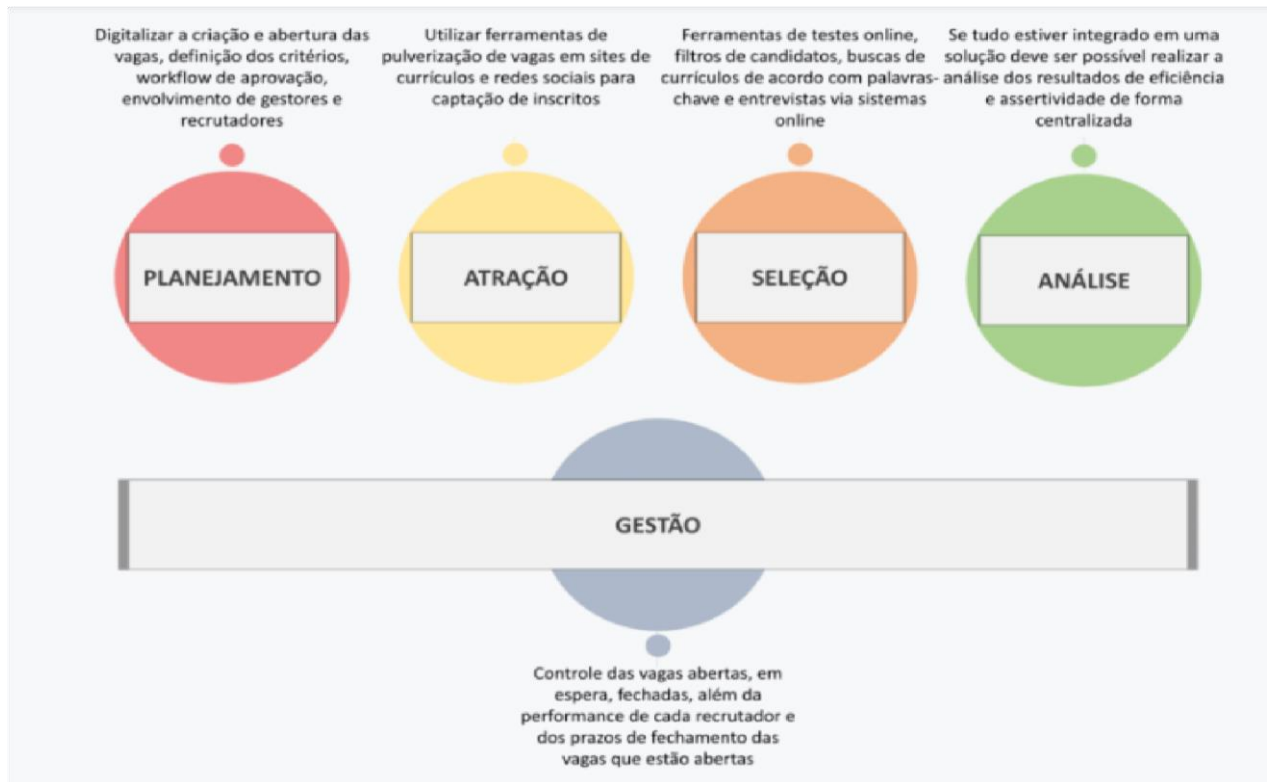 Digitalizar a criação e abertura das
vagas, definição dos critérios,
workflow de aprovação,
envolvimento de gestores e
recrutadores
Utilizar ferramentas de
pulverização de vagas em sites de
currículos e redes sociais para
captação de inscritos
Ferramentas de testes online,
filtros de candidatos, buscas de
currículos de acordo com palavras-
chave e entrevistas via sistemas
online
Se tudo estiver integrado em uma
solução deve ser possível realizar a
análise dos resultados de eficiência
e assertividade de forma
centralizada
PLANEJAMENTO
ATRAÇÃO
SELEÇÃO
ANÁLISE
GESTÃO
Controle das vagas abertas, em
espera, fechadas, além da
performance de cada recrutador e
dos prazos de fechamento das
vagas que estão abertas